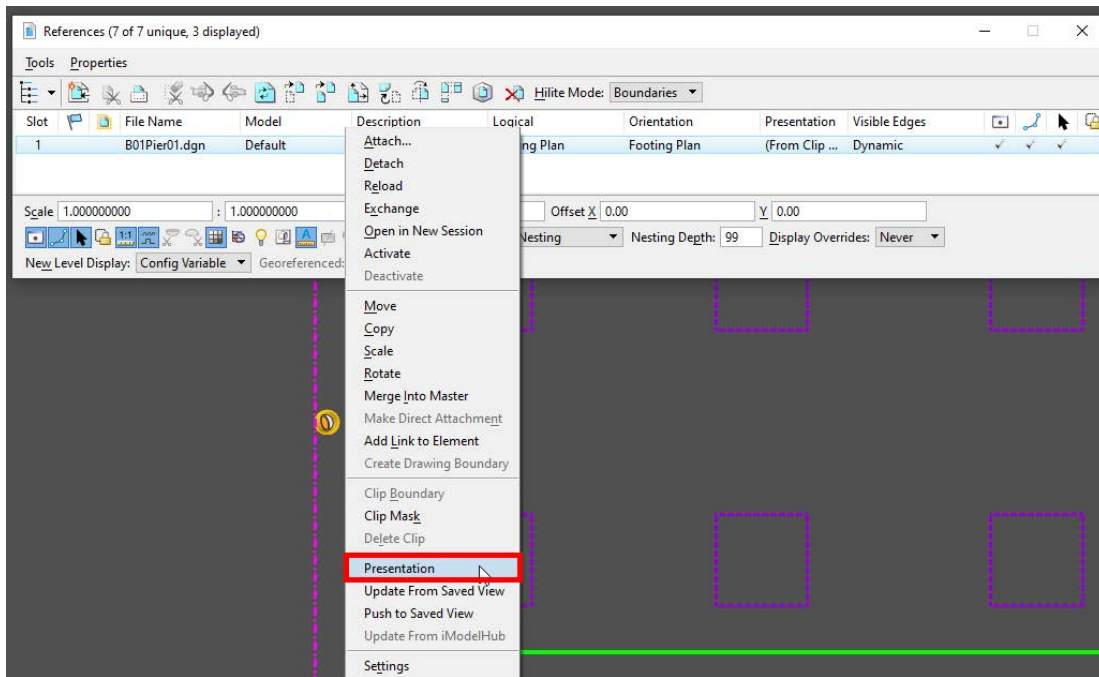 References (7 of 7 unique, 3 displayed)
Tools Properties
Hilite Mode: Boundaries
Slot File Name Model Description Logical Orientation Presentation Visible Edges
1 B01Pier01.dgn Default ng Plan Footing Plan (From Clip ... Dynamic
Scale 1.000000000 : 1.000000000 Offset X 0.00 Y 0.00
1:1 Nesting Nesting Depth: 99 Display Overrides: Never
New Level Display: Config Variable Georeferenced:
Attach...
Detach
Reload
Exchange
Open in New Session
Activate
Deactivate
Move
Copy
Scale
Rotate
Merge Into Master
Make Direct Attachment
Add Link to Element
Create Drawing Boundary
Clip Boundary
Clip Mask
Delete Clip
Presentation
Update From Saved View
Push to Saved View
Update From iModelHub
Settings